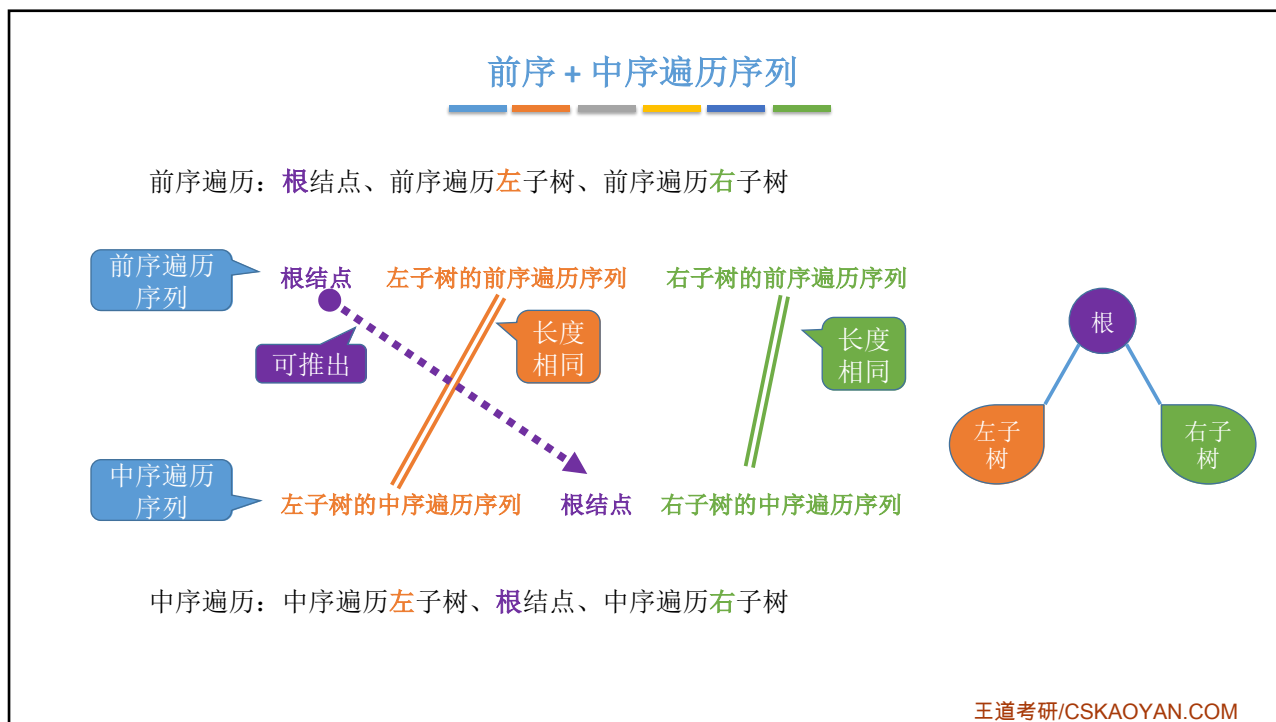 前序 + 中序遍历序列
前序遍历：根结点、前序遍历左子树、前序遍历右子树
前序遍历
序列
根结点 左子树的前序遍历序列 右子树的前序遍历序列
可推出
长度
相同
长度
相同
根
左子
树
右子
树
中序遍历
序列
左子树的中序遍历序列 根结点 右子树的中序遍历序列
中序遍历：中序遍历左子树、根结点、中序遍历右子树
王道考研/CSKAOYAN.COM